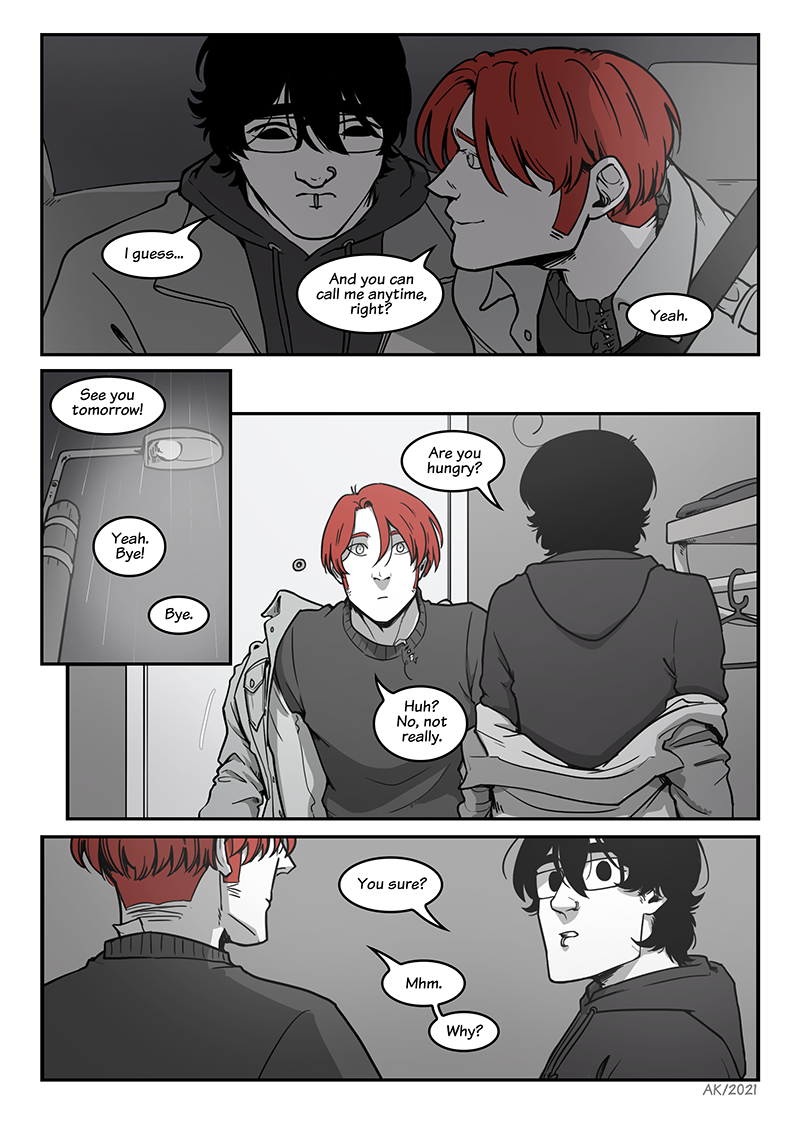 I guess...
And you can
call me anytime,
right?
Yeah.
See you
tomorrow!
Yeah.
Bye!
Bye.
Are you
hungry?
Huh?
No, not
really.
You sure?
Mhm.
Why?
AK/2021